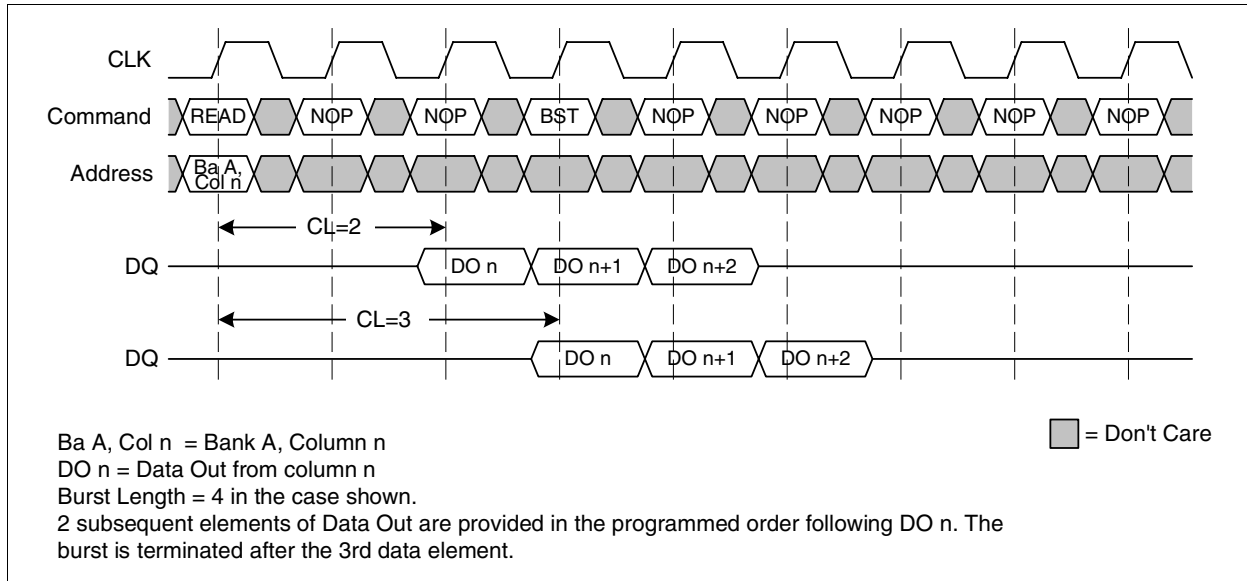 CLK
Command READ NOP NOP BST NOP NOP NOP NOP NOP
Address Ba A,
Col n
CL=2
DQ DO n DO n+1 DO n+2
CL=3
DQ DO n DO n+1 DO n+2
Ba A, Col n = Bank A, Column n
= Don't Care
DO n = Data Out from column n
Burst Length = 4 in the case shown.
2 subsequent elements of Data Out are provided in the programmed order following DO n. The
burst is terminated after the 3rd data element.